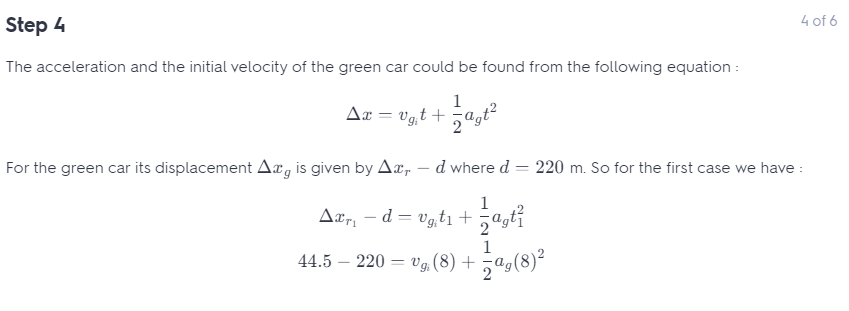 Step 4
4 of 6
The acceleration and the initial velocity of the green car could be found from the following equation :
Δx = v_{g_i}t + \frac{1}{2}a_g t^2
For the green car its displacement Δx_g is given by Δx_r − d where d = 220 m. So for the first case we have :
Δx_{r_1} − d = v_{g_i}t_1 + \frac{1}{2}a_g t_1^2
44.5 − 220 = v_{g_i}(8) + \frac{1}{2}a_g(8)^2